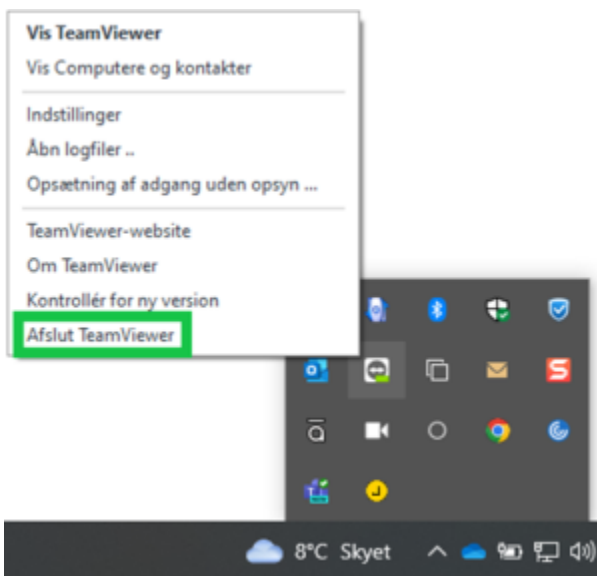 Vis TeamViewer
Vis Computere og kontakter
Indstillinger
Åbn logfiler ..
Opsætning af adgang uden opsyn ...
TeamViewer-website
Om TeamViewer
Kontrollér for ny version
Afslut TeamViewer
8°C Skyet